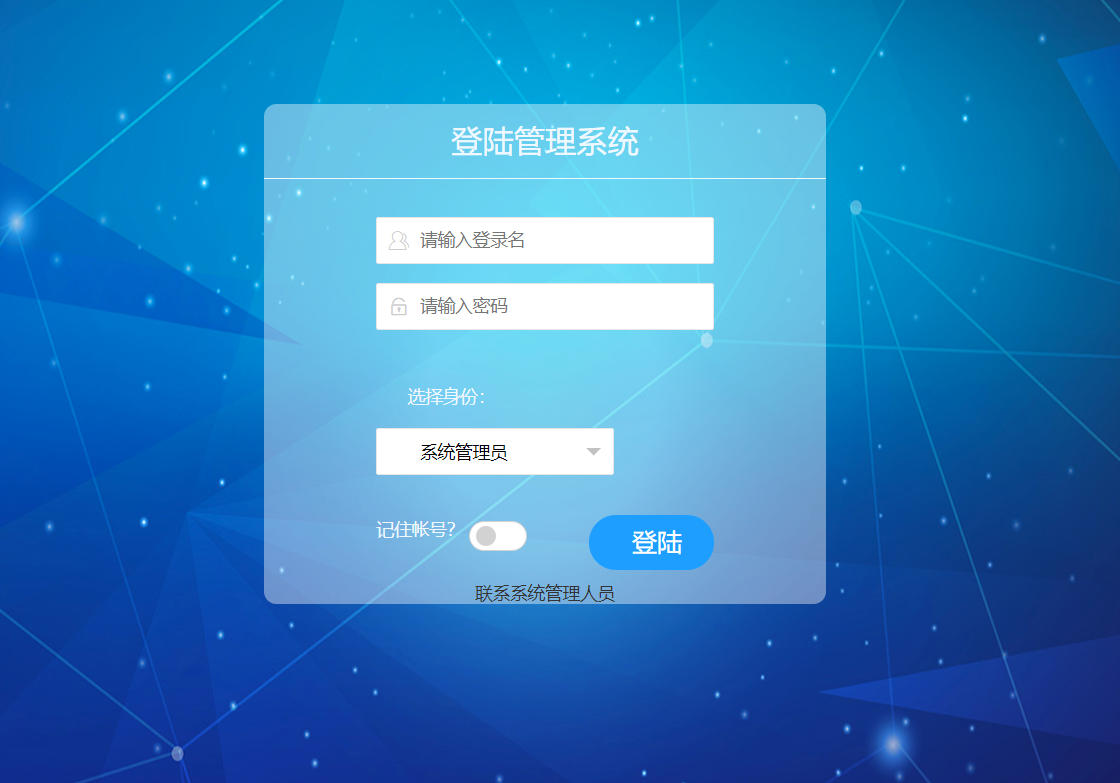 登陆管理系统
请输入登录名
请输入密码
选择身份:
系统管理员
记住帐号?
登陆
联系系统管理人员